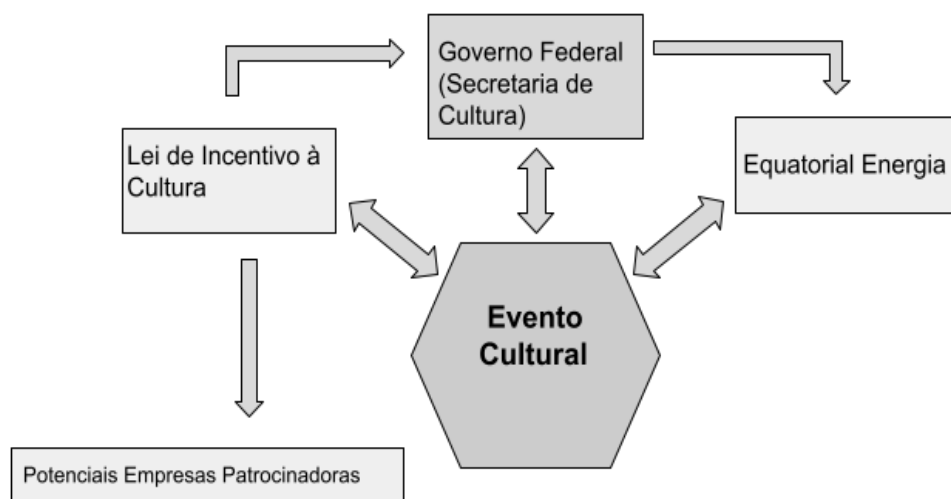 Governo Federal
(Secretaria de
Cultura)
Lei de Incentivo à
Cultura
Equatorial Energia
Evento
Cultural
Potenciais Empresas Patrocinadoras